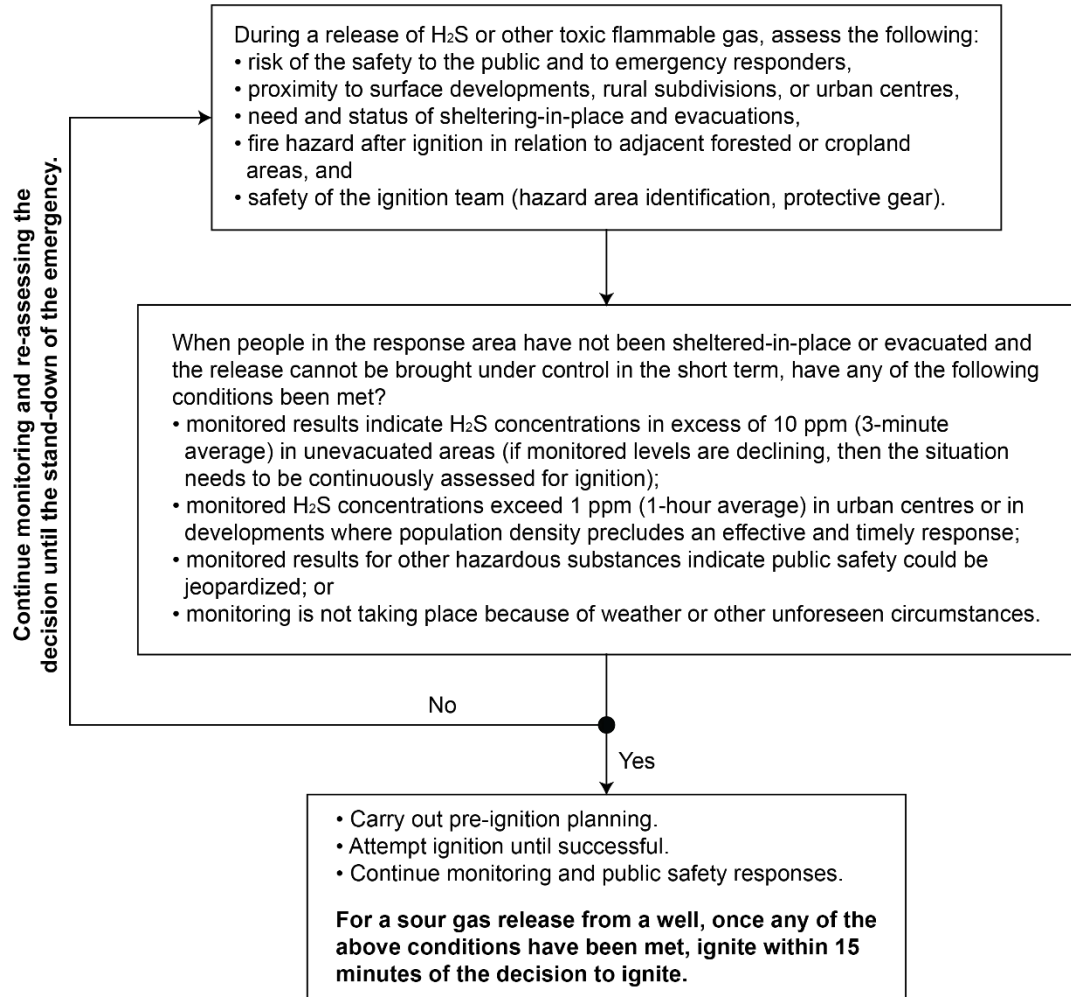 During a release of H₂S or other toxic flammable gas, assess the following:
• risk of the safety to the public and to emergency responders,
• proximity to surface developments, rural subdivisions, or urban centres,
• need and status of sheltering-in-place and evacuations,
• fire hazard after ignition in relation to adjacent forested or cropland
areas, and
• safety of the ignition team (hazard area identification, protective gear).
Continue monitoring and re-assessing the
decision until the stand-down of the emergency.
When people in the response area have not been sheltered-in-place or evacuated and
the release cannot be brought under control in the short term, have any of the following
conditions been met?
• monitored results indicate H₂S concentrations in excess of 10 ppm (3-minute
average) in unevacuated areas (if monitored levels are declining, then the situation
needs to be continuously assessed for ignition);
• monitored H₂S concentrations exceed 1 ppm (1-hour average) in urban centres or in
developments where population density precludes an effective and timely response;
• monitored results for other hazardous substances indicate public safety could be
jeopardized; or
• monitoring is not taking place because of weather or other unforeseen circumstances.
No
Yes
• Carry out pre-ignition planning.
• Attempt ignition until successful.
• Continue monitoring and public safety responses.
For a sour gas release from a well, once any of the
above conditions have been met, ignite within 15
minutes of the decision to ignite.